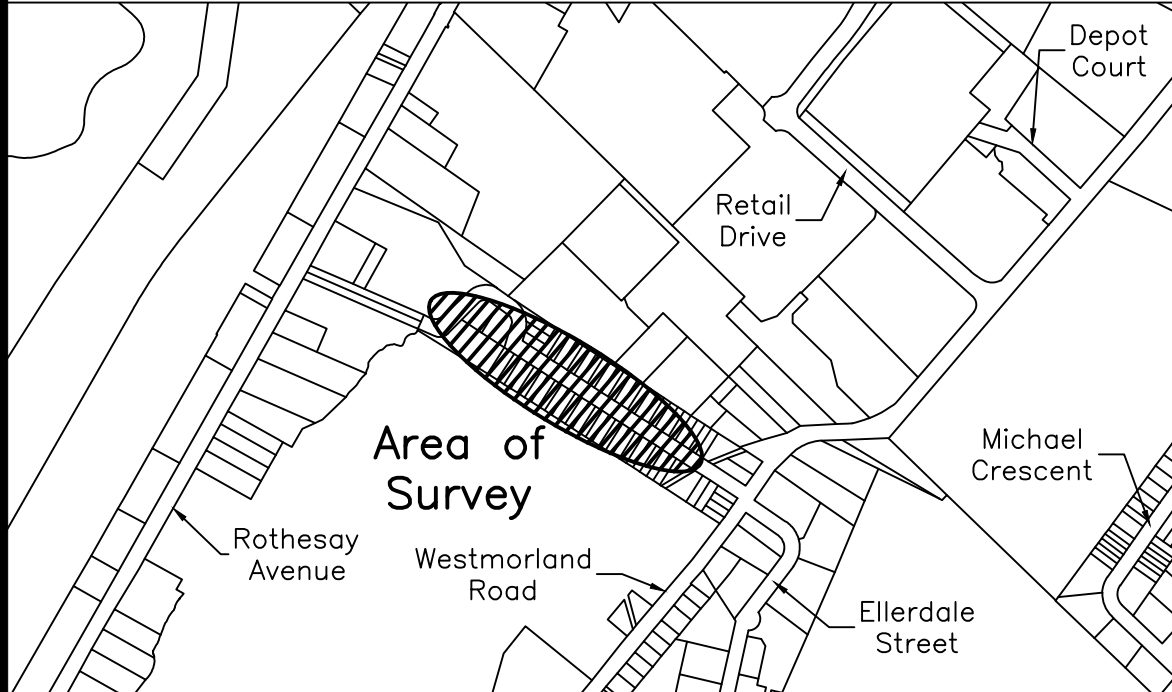 Depot
Court
Retail
Drive
Area of
Survey
Michael
Crescent
Rothesay
Avenue
Westmorland
Road
Ellerdale
Street